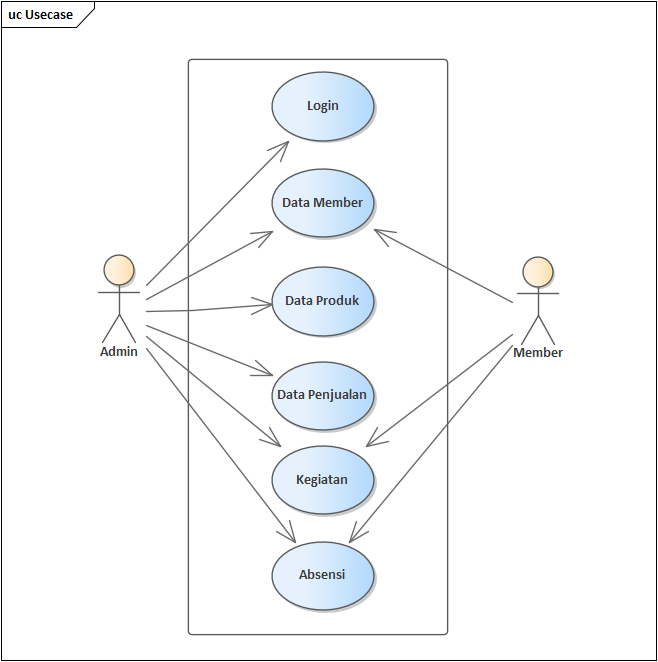 uc Usecase
Login
Data Member
Data Produk
Admin
Member
Data Penjualan
Kegiatan
Absensi